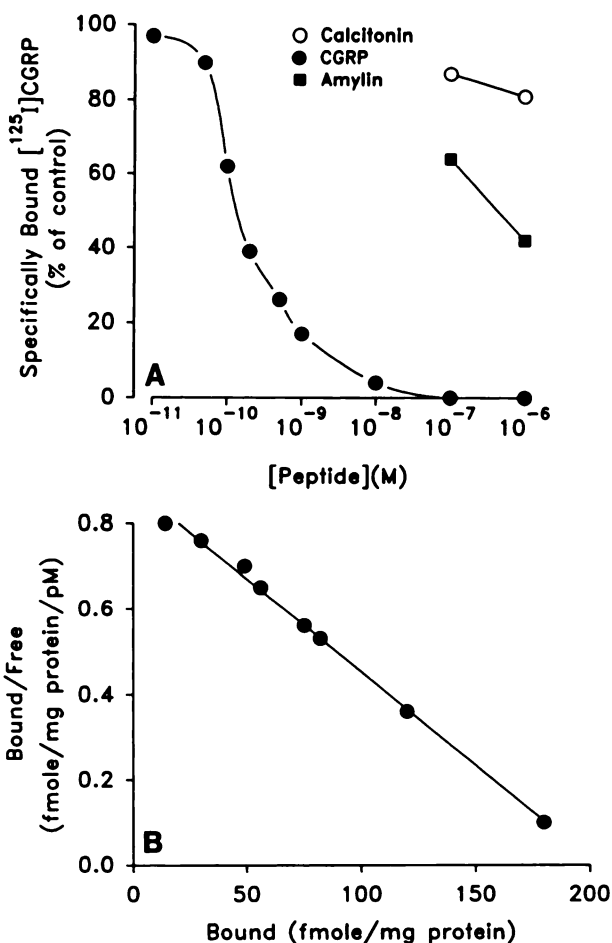 100
80
60
40
20
0
Specifically Bound [¹²⁵I]CGRP
(% of control)
Calcitonin
CGRP
Amylin
A
10⁻¹¹ 10⁻¹⁰ 10⁻⁹ 10⁻⁸ 10⁻⁷ 10⁻⁶
[Peptide](M)
0.8
0.6
0.4
0.2
0.0
Bound/Free
(fmole/mg protein/pM)
B
0 50 100 150 200
Bound (fmole/mg protein)